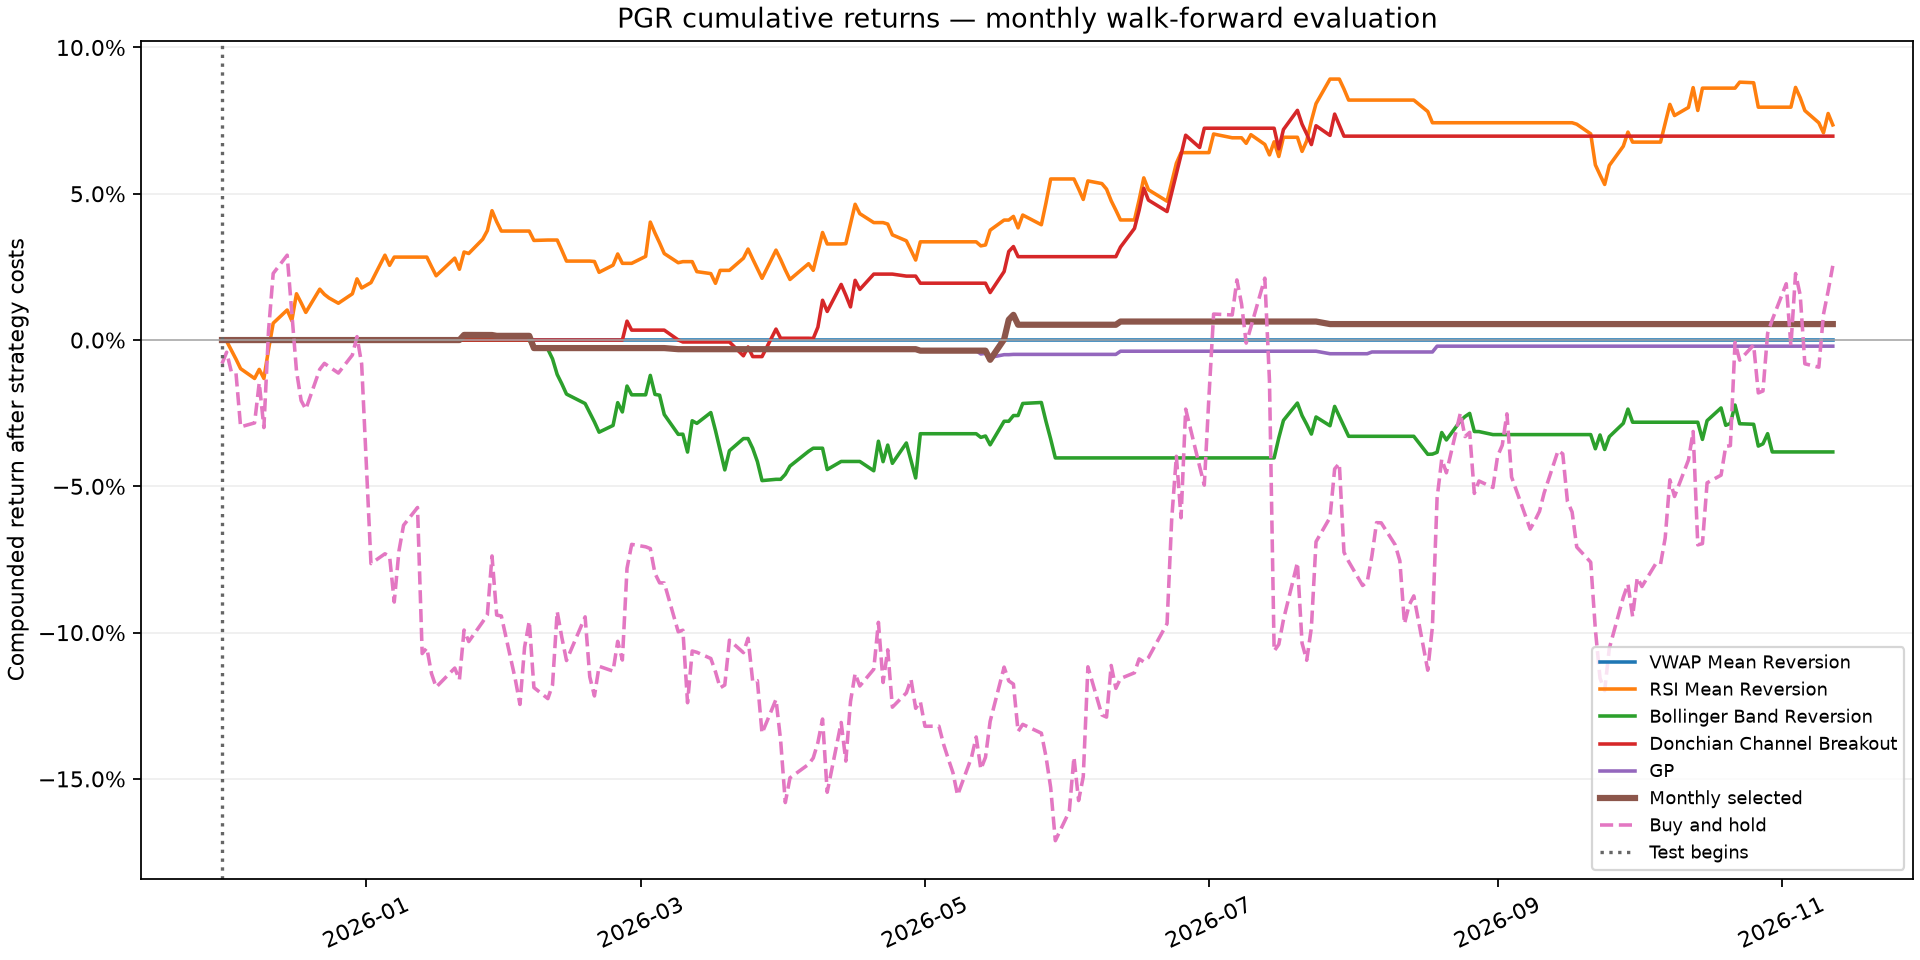 PGR cumulative returns — monthly walk-forward evaluation
Compounded return after strategy costs
10.0%
5.0%
0.0%
−5.0%
−10.0%
−15.0%
2026-01
2026-03
2026-05
2026-07
2026-09
2026-11
VWAP Mean Reversion
RSI Mean Reversion
Bollinger Band Reversion
Donchian Channel Breakout
GP
Monthly selected
Buy and hold
Test begins